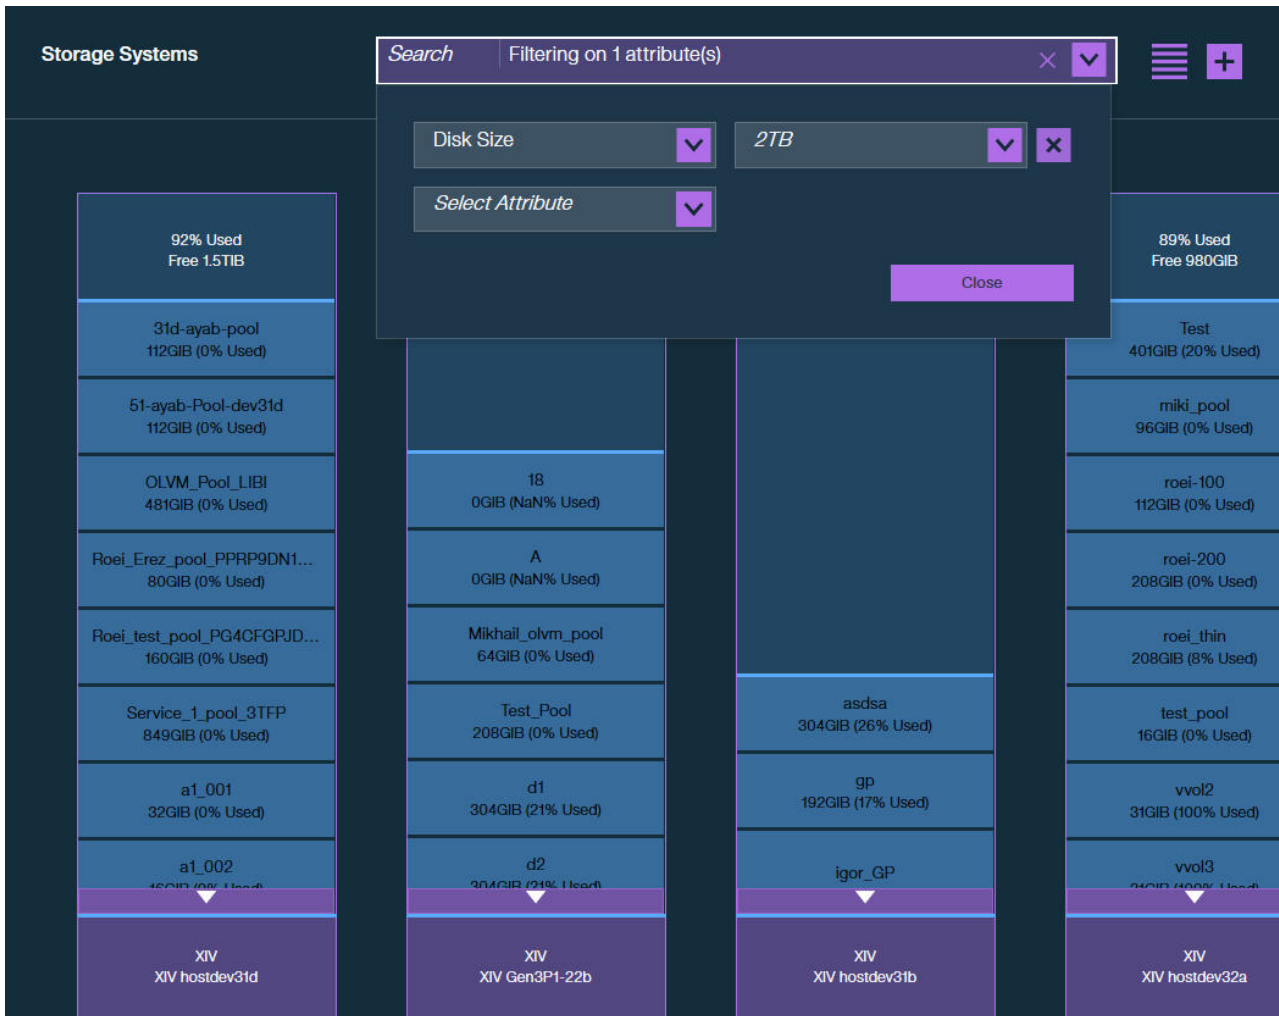 Storage Systems
Search
Filtering on 1 attribute(s)
Disk Size
2TB
Select Attribute
Close
92% Used
Free 1.5TIB
31d-ayab-pool
112GIB (0% Used)
51-ayab-Pool-dev31d
112GIB (0% Used)
OLVM_Pool_LIBI
481GIB (0% Used)
Roei_Erez_pool_PPRP9DN1...
80GIB (0% Used)
Roei_test_pool_PG4CFGPJD...
160GIB (0% Used)
Service_1_pool_3TFP
849GIB (0% Used)
a1_001
32GIB (0% Used)
a1_002
16GIB (0% Used)
XIV
XIV hostdev31d
18
0GIB (NaN% Used)
A
0GIB (NaN% Used)
Mikhail_olvm_pool
64GIB (0% Used)
Test_Pool
208GIB (0% Used)
d1
304GIB (21% Used)
d2
304GIB (21% Used)
XIV
XIV Gen3P1-22b
asdsa
304GIB (26% Used)
gp
192GIB (17% Used)
igor_GP
XIV
XIV hostdev31b
89% Used
Free 980GIB
Test
401GIB (20% Used)
miki_pool
96GIB (0% Used)
roei-100
112GIB (0% Used)
roei-200
208GIB (0% Used)
roei_thin
208GIB (8% Used)
test_pool
16GIB (0% Used)
vvol2
31GIB (100% Used)
vvol3
XIV
XIV hostdev32a